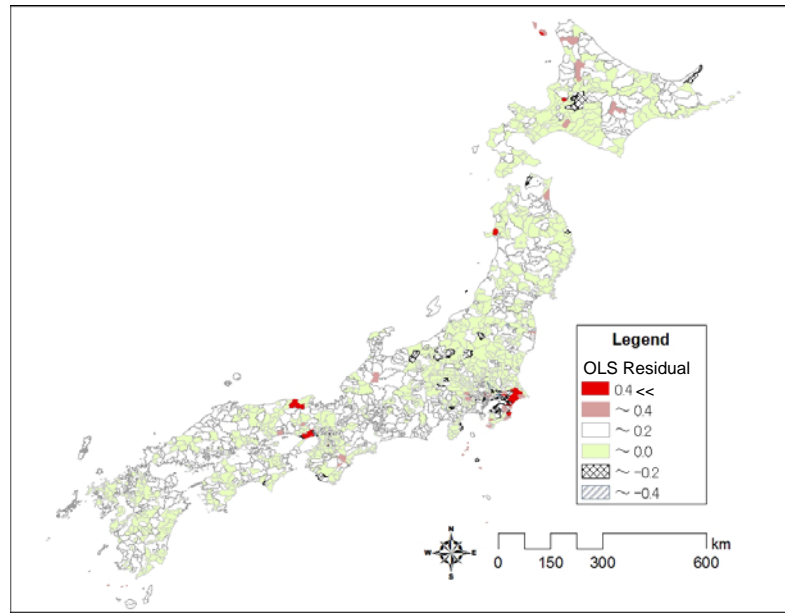 Legend
OLS Residual
0.4 <<
～ 0.4
～ 0.2
～ 0.0
～ -0.2
～ -0.4
N
W E
S
km
0 150 300 600